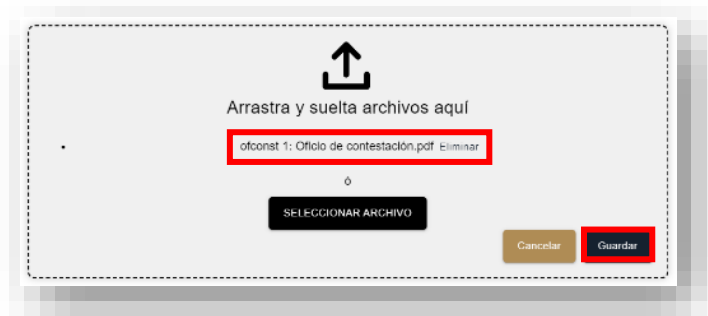 Arrastra y suelta archivos aquí
ofconst 1: Oficio de contestación.pdf Eliminar
ó
SELECCIONAR ARCHIVO
Cancelar Guardar